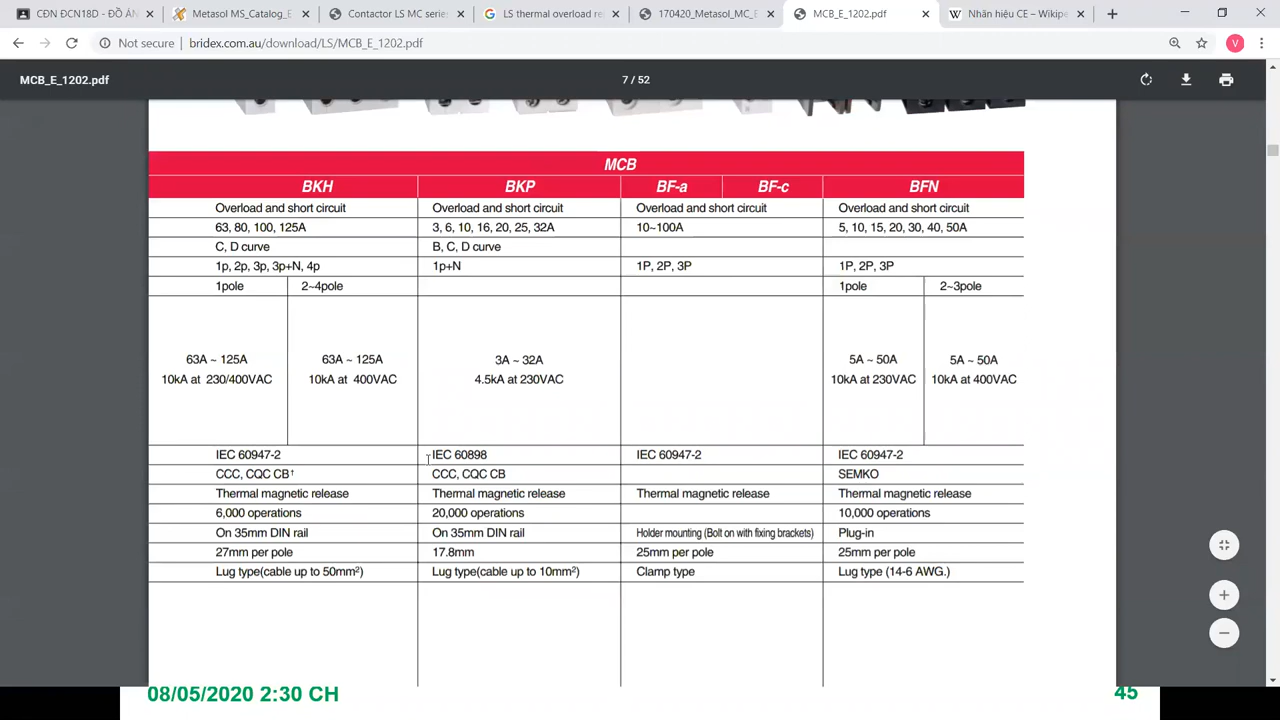 CĐN ĐCN18D - ĐỒ ÁN
Metasol MS_Catalog_E
Contactor LS MC series
LS thermal overload re
170420_Metasol_MC_E
MCB_E_1202.pdf
Nhãn hiệu CE – Wikipe
Not secure | bridex.com.au/download/LS/MCB_E_1202.pdf
V
MCB_E_1202.pdf
7 / 52
MCB
BKH BKP BF-a BF-c BFN
Overload and short circuit Overload and short circuit Overload and short circuit Overload and short circuit
63, 80, 100, 125A 3, 6, 10, 16, 20, 25, 32A 10~100A 5, 10, 15, 20, 30, 40, 50A
C, D curve B, C, D curve
1p, 2p, 3p, 3p+N, 4p 1p+N 1P, 2P, 3P 1P, 2P, 3P
1pole 2~4pole 1pole 2~3pole
63A ~ 125A 63A ~ 125A 3A ~ 32A 5A ~ 50A 5A ~ 50A
10kA at 230/400VAC 10kA at 400VAC 4.5kA at 230VAC 10kA at 230VAC 10kA at 400VAC
IEC 60947-2 IEC 60898 IEC 60947-2 IEC 60947-2
CCC, CQC CB† CCC, CQC CB SEMKO
Thermal magnetic release Thermal magnetic release Thermal magnetic release Thermal magnetic release
6,000 operations 20,000 operations 10,000 operations
On 35mm DIN rail On 35mm DIN rail Holder mounting (Bolt on with fixing brackets) Plug-in
27mm per pole 17.8mm 25mm per pole 25mm per pole
Lug type(cable up to 50mm²) Lug type(cable up to 10mm²) Clamp type Lug type (14-6 AWG.)
08/05/2020 2:30 CH
45